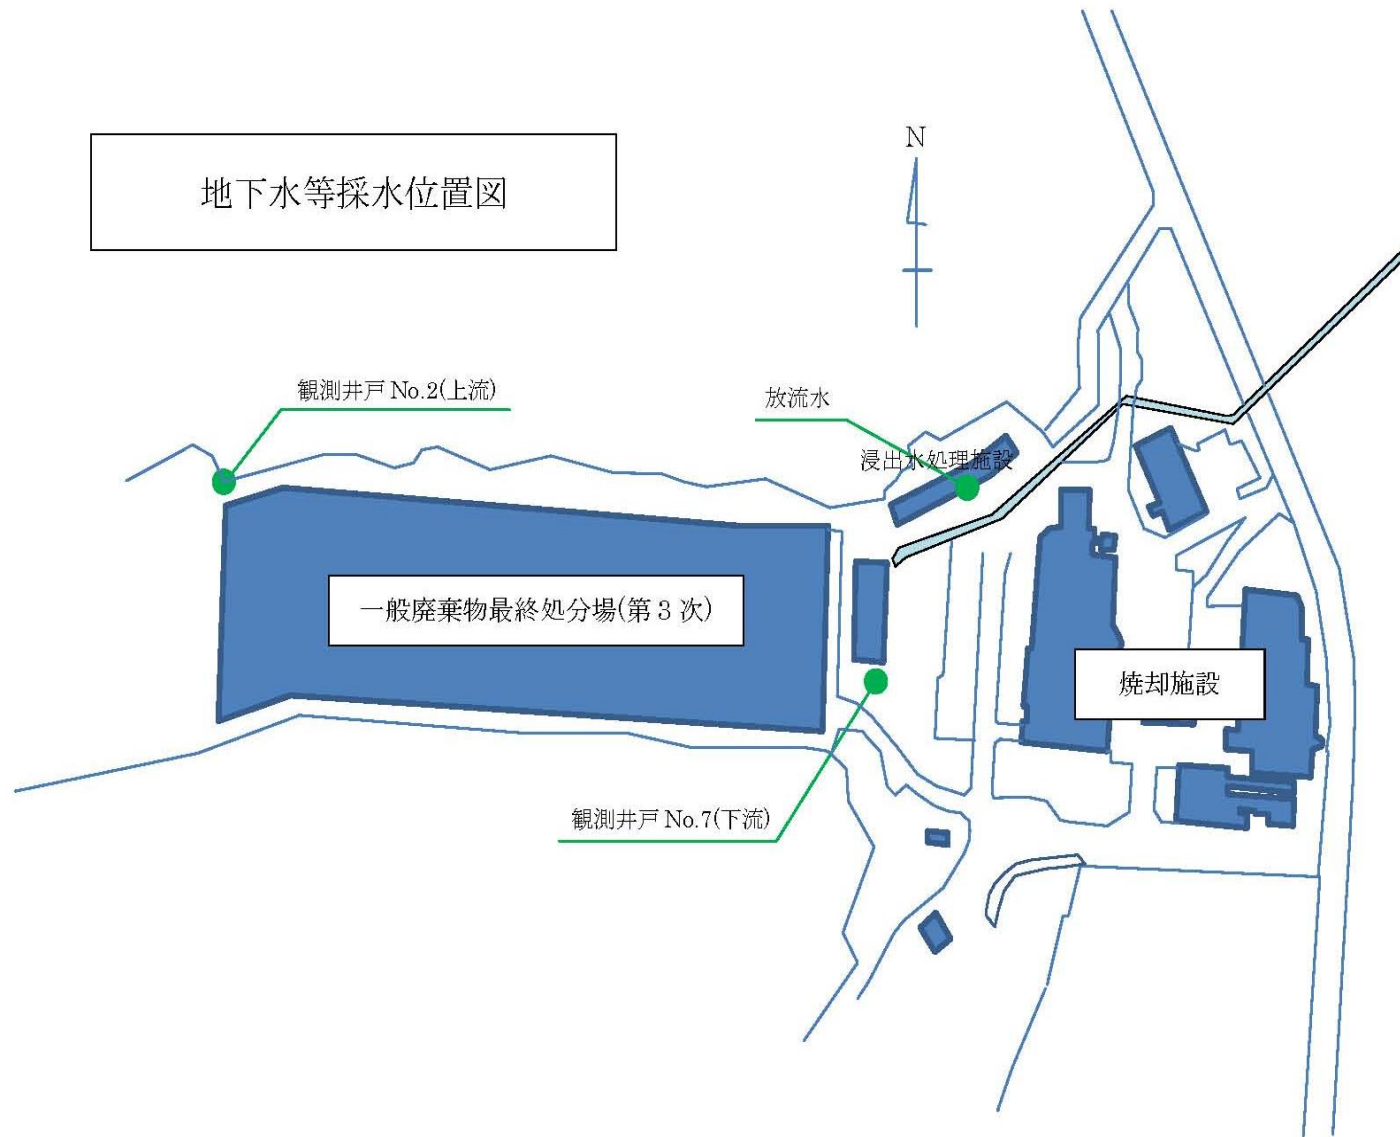 N
地下水等採水位置図
観測井戸 No.2(上流)
放流水
浸出水処理施設
一般廃棄物最終処分場(第 3 次)
焼却施設
観測井戸 No.7(下流)